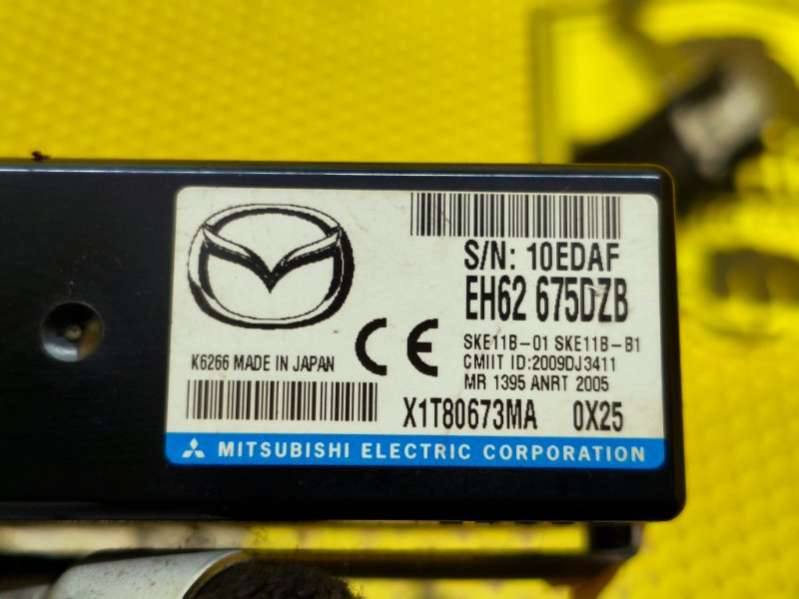 S/N: 10EDAF
EH62 675DZB
SKE11B-01 SKE11B-B1
CMIIT ID:2009DJ3411
MR 1395 ANRT 2005
K6266 MADE IN JAPAN
CE
X1T80673MA 0X25
MITSUBISHI ELECTRIC CORPORATION